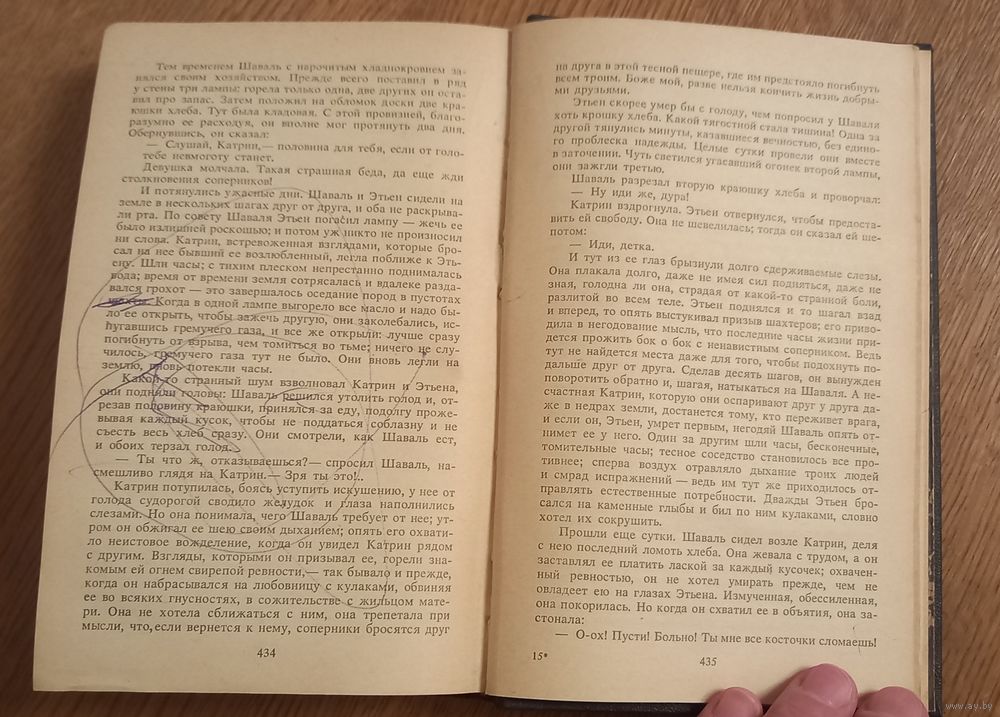 Тем временем Шаваль с нарочитым хладнокровием за-
нялся своим хозяйством. Прежде всего поставил в ряд
у стены три лампы: горела только одна, две других он оста-
вил про запас. Затем положил на обломок доски две кра-
юшки хлеба. Тут была кладовая. С этой провизией, благо-
разумно ее расходуя, он вполне мог протянуть два дня.
Обернувшись, он сказал:
— Слушай, Катрин,— половина для тебя, если от голо-
тебе невмоготу станет.
Девушка молчала. Такая страшная беда, да еще жди
столкновения соперников!
И потянулись ужасные дни. Шаваль и Этьен сидели на
земле в нескольких шагах друг от друга, и оба не раскрыва-
ли рта. По совету Шаваля Этьен погасил лампу — жечь ее
было излишней роскошью; и потом уж никто не произносил
ни слова. Катрин, встревоженная взглядами, которые бро-
сал на нее бывший ее возлюбленный, легла поближе к Эть-
ену. Шли часы; с тихим плеском непрестанно поднималась
вода; время от времени земля сотрясалась и вдалеке разда-
вался грохот — это завершалось оседание пород в пустотах
шахты. Когда в одной лампе выгорело все масло и надо бы-
ло ее открыть, чтобы зажечь другую, они заколебались, ис-
пугавшись гремучего газа, и все же открыли: лучше сразу
погибнуть от взрыва, чем томиться во тьме; ничего не слу-
чилось, гремучего газа тут не было. Они вновь легли на
землю, вновь потекли часы.
Какой-то странный шум взволновал Катрин и Этьена,
они подняли головы: Шаваль решился утолить голод и, от-
резав половину краюшки, принялся за еду, подолгу проже-
вывая каждый кусок, чтобы не поддаться соблазну и не
съесть весь хлеб сразу. Они смотрели, как Шаваль ест,
и обоих терзал голод.
— Ты что ж, отказываешься?— спросил Шаваль, на-
смешливо глядя на Катрин.— Зря ты это!..
Катрин потупилась, боясь уступить искушению, у нее от
голода судорогой сводило желудок и глаза наполнились
слезами. Но она понимала, чего Шаваль требует от нее; ут-
ром он обжигал ее шею своим дыханием; опять его охвати-
ло неистовое вожделение, когда он увидел Катрин рядом
с другим. Взгляды, которыми он призывал ее, горели зна-
комым ей огнем свирепой ревности,— так бывало и прежде,
когда он набрасывался на любовницу с кулаками, обвиняя
ее во всяких гнусностях, в сожительстве с жильцом мате-
ри. Она не хотела сближаться с ним, она трепетала при
мысли, что, если вернется к нему, соперники бросятся друг
434
на друга в этой тесной пещере, где им предстояло погибнуть
всем троим. Боже мой, разве нельзя кончить жизнь добры-
ми друзьями.
Этьен скорее умер бы с голоду, чем попросил у Шаваля
хоть крошку хлеба. Какой тягостной стала тишина! Одна за
другой тянулись минуты, казавшиеся вечностью, без едино-
го проблеска надежды. Целые сутки провели они вместе
в заточении. Чуть светился угасавший огонек второй лампы,
они зажгли третью.
Шаваль разрезал вторую краюшку хлеба и проворчал:
— Ну иди же, дура!
Катрин вздрогнула. Этьен отвернулся, чтобы предоста-
вить ей свободу. Она не шевелилась; тогда он сказал ей ше-
потом:
— Иди, детка.
И тут из ее глаз брызнули долго сдерживаемые слезы.
Она плакала долго, даже не имея сил подняться, даже не
зная, голодна ли она, страдая от какой-то странной боли,
разлитой во всем теле. Этьен поднялся и то шагал взад
и вперед, то опять выстукивал призыв шахтеров; его приво-
дила в негодование мысль, что последние часы жизни при-
дется прожить бок о бок с ненавистным соперником. Ведь
тут не найдется места даже для того, чтобы подохнуть по-
дальше друг от друга. Сделав десять шагов, он вынужден
поворотить обратно и, шагая, натыкаться на Шаваля. А не-
счастная Катрин, которую они оспаривают друг у друга да-
же в недрах земли, достанется тому, кто переживет врага,
и если он, Этьен, умрет первым, негодяй Шаваль опять от-
нимет ее у него. Один за другим шли часы, бесконечные,
томительные часы; тесное соседство становилось все про-
тивнее; сперва воздух отравляло дыхание троих людей
и смрад испражнений — ведь им тут же приходилось от-
правлять естественные потребности. Дважды Этьен бро-
сался на каменные глыбы и бил по ним кулаками, словно
хотел их сокрушить.
Прошли еще сутки. Шаваль сидел возле Катрин, деля
с нею последний ломоть хлеба. Она жевала с трудом, а он
заставлял ее платить лаской за каждый кусочек; охвачен-
ный ревностью, он не хотел умирать прежде, чем не
овладеет ею на глазах Этьена. Измученная, обессиленная,
она покорилась. Но когда он схватил ее в объятия, она за-
стонала:
— О-ох! Пусти! Больно! Ты мне все косточки сломаешь!
15*
435
www.ay.by